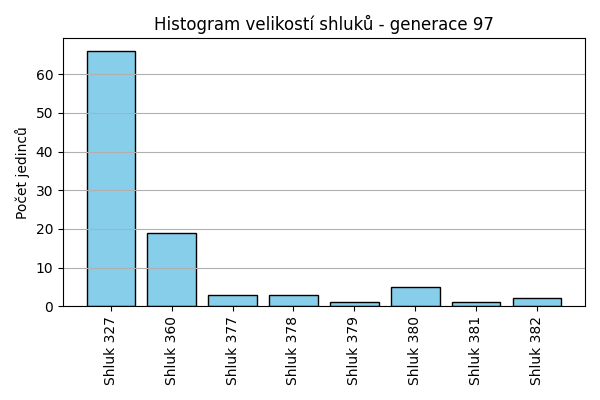 Histogram velikostí shluků - generace 97
Počet jedinců
60
50
40
30
20
10
0
Shluk 327
Shluk 360
Shluk 377
Shluk 378
Shluk 379
Shluk 380
Shluk 381
Shluk 382